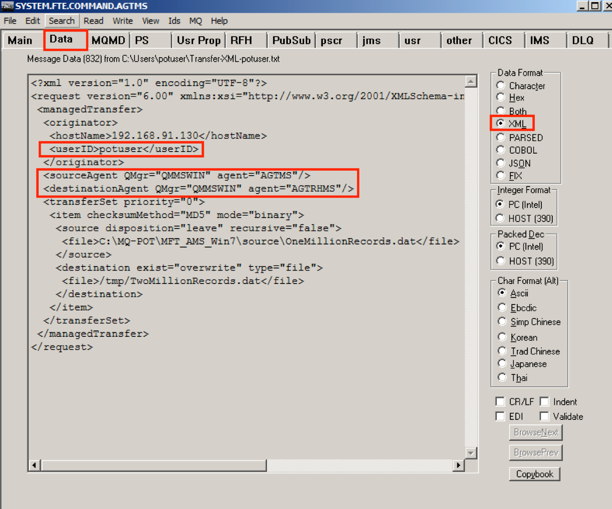 SYSTEM.FTE.COMMAND.AGTMS
File Edit Search Read Write View Ids MQ Help
Main Data MQMD PS Usr Prop RFH PubSub pscr jms usr other CICS IMS DLQ
Message Data (832) from C:\Users\potuser\Transfer-XML-potuser.txt
<?xml version="1.0" encoding="UTF-8"?>
<request version="6.00" xmlns:xsi="http://www.w3.org/2001/XMLSchema-in
<managedTransfer>
<originator>
<hostName>192.168.91.130</hostName>
<userID>potuser</userID>
</originator>
<sourceAgent QMgr="QMMSWIN" agent="AGTMS"/>
<destinationAgent QMgr="QMMSWIN" agent="AGTRHMS"/>
<transferSet priority="0">
<item checksumMethod="MD5" mode="binary">
<source disposition="leave" recursive="false">
<file>C:\MQ-POT\MFT_AMS_Win7\source\OneMillionRecords.dat</file>
</source>
<destination exist="overwrite" type="file">
<file>/tmp/TwoMillionRecords.dat</file>
</destination>
</item>
</transferSet>
</managedTransfer>
</request>
Data Format
Character
Hex
Both
XML
PARSED
COBOL
JSON
FIX
Integer Format
PC (Intel)
HOST (390)
Packed Dec
PC (Intel)
HOST (390)
Char Format (Alt)
Ascii
Ebcdic
Simp Chinese
Korean
Trad Chinese
Japanese
Thai
CR/LF Indent
EDI Validate
BrowseNext
BrowsePrev
Copybook